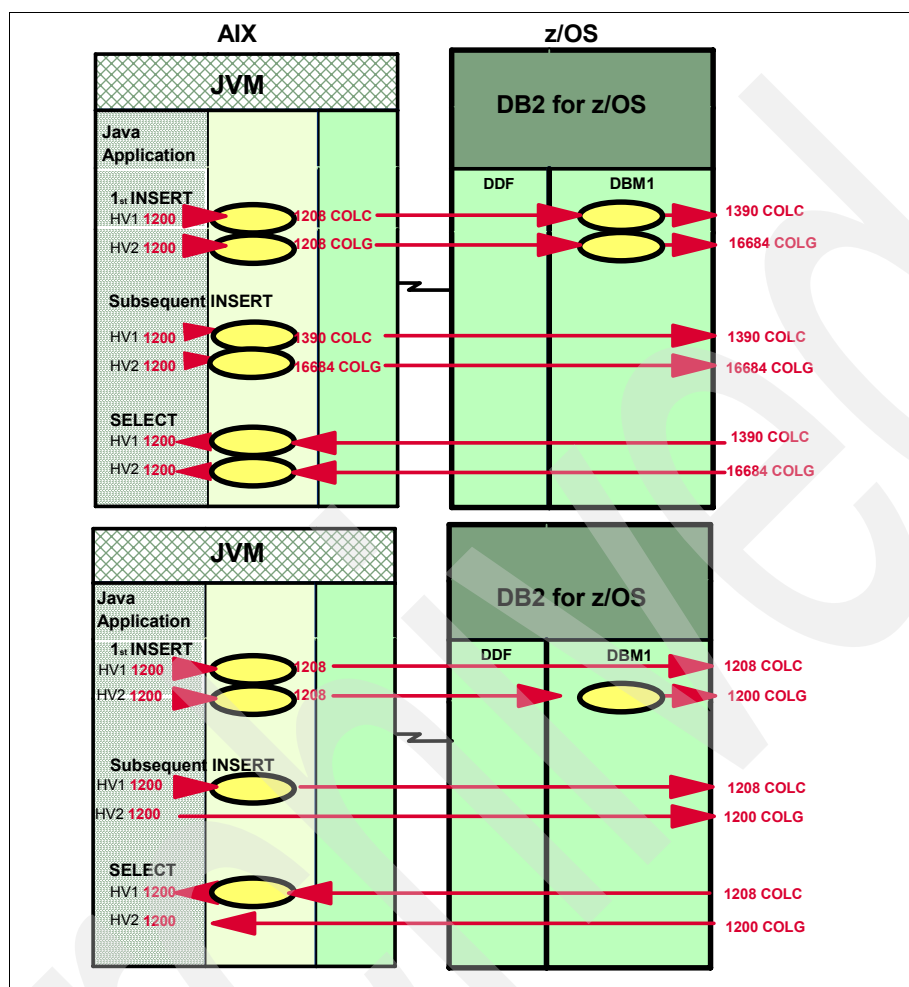 AIX
z/OS
JVM
DB2 for z/OS
Java
Application
DDF
DBM1
1st INSERT
HV1 1200
1208 COLC
1390 COLC
HV2 1200
1208 COLG
16684 COLG
Subsequent INSERT
HV1 1200
1390 COLC
1390 COLC
HV2 1200
16684 COLG
16684 COLG
SELECT
HV1 1200
1390 COLC
HV2 1200
16684 COLG
JVM
DB2 for z/OS
Java
Application
1st INSERT
DDF
DBM1
HV1 1200
1208
1208 COLC
HV2 1200
1208
1200 COLG
Subsequent INSERT
HV1 1200
1208 COLC
HV2 1200
1200 COLG
SELECT
HV1 1200
1208 COLC
HV2 1200
1200 COLG